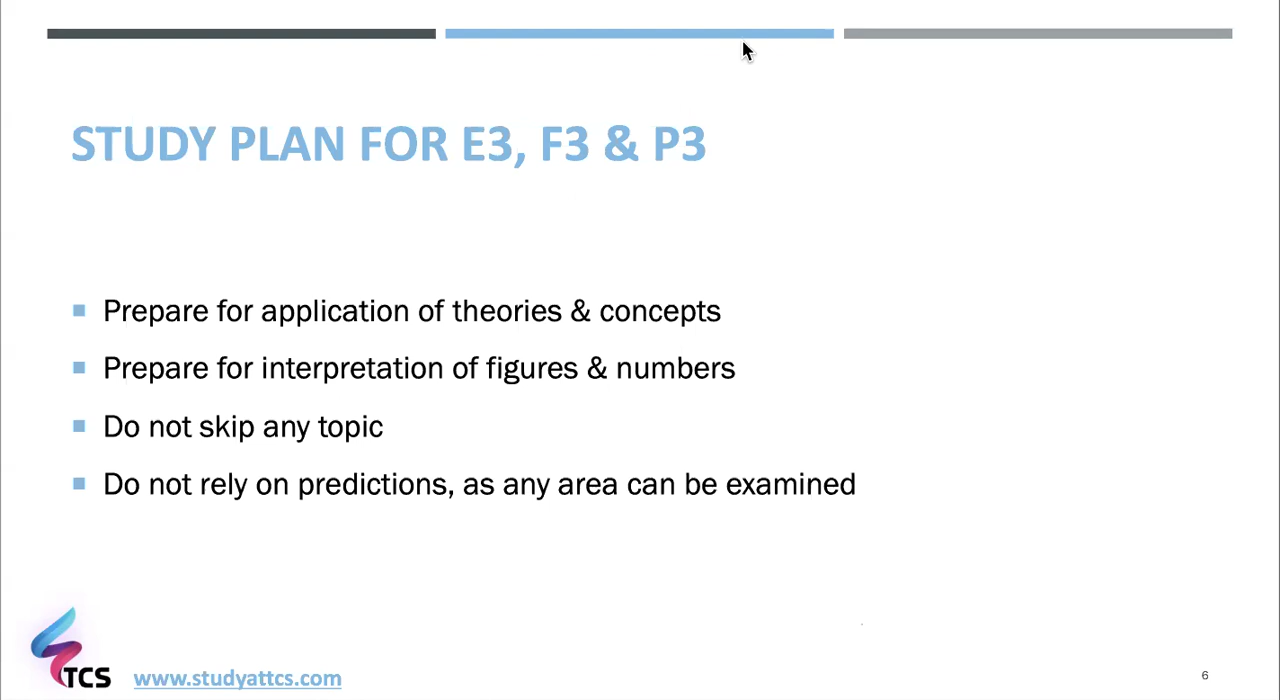 STUDY PLAN FOR E3, F3 & P3
Prepare for application of theories & concepts
Prepare for interpretation of figures & numbers
Do not skip any topic
Do not rely on predictions, as any area can be examined
TCS
www.studyattcs.com
6